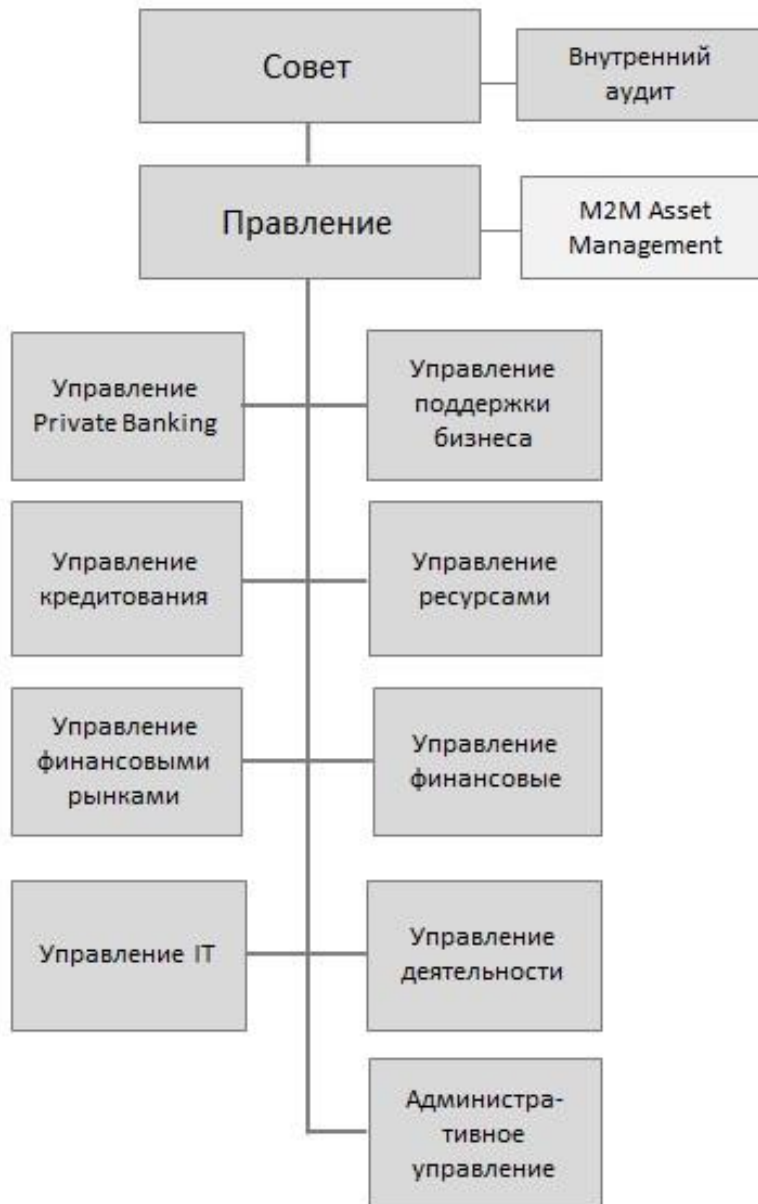 Совет
Внутренний
аудит
Правление
M2M Asset
Management
Управление
Private Banking
Управление
поддержки
бизнеса
Управление
кредитования
Управление
ресурсами
Управление
финансовыми
рынками
Управление
финансовые
Управление IT
Управление
деятельности
Администра-
тивное
управление